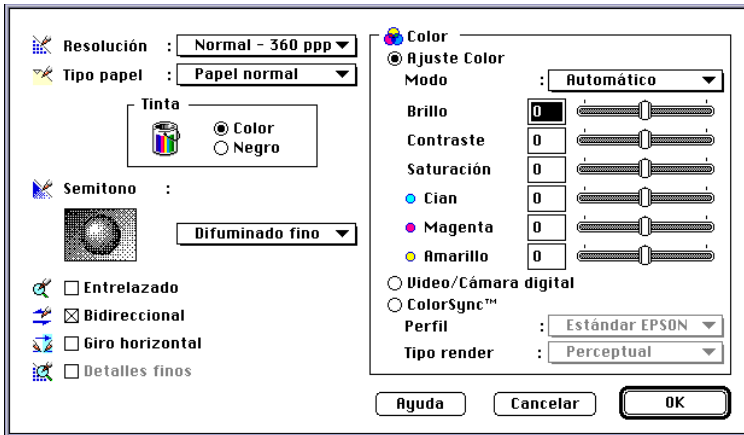 Resolución : Normal - 360 ppp
Tipo papel : Papel normal
Tinta
Color
Negro
Semitono :
Difuminado fino
Entrelazado
Bidireccional
Giro horizontal
Detalles finos
Color
Ajuste Color
Modo : Automático
Brillo 0
Contraste 0
Saturación 0
Cian 0
Magenta 0
Amarillo 0
Video/Cámara digital
ColorSync™
Perfil : Estándar EPSON
Tipo render : Perceptual
Ayuda Cancelar OK